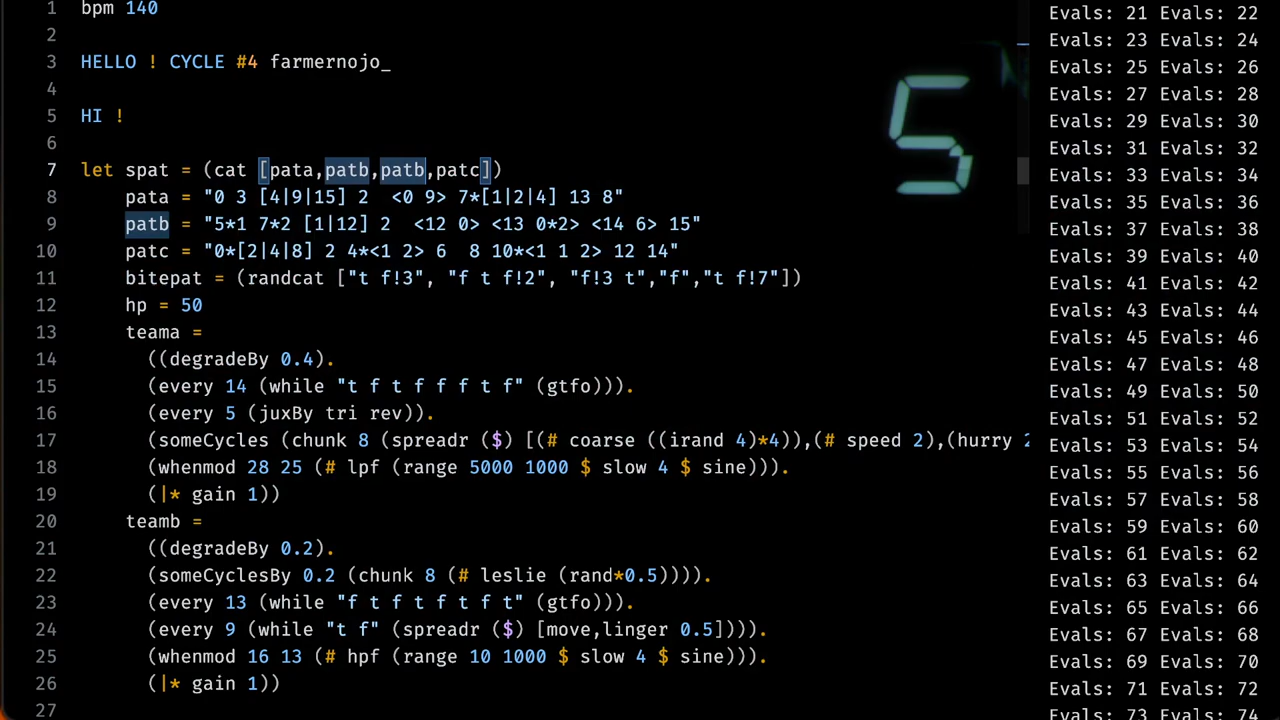 1 bpm 140
2
3 HELLO ! CYCLE #4 farmernojo_
4
5 HI !
6
7 let spat = (cat [pata,patb,patb,patc])
8 pata = "0 3 [4|9|15] 2  <0 9> 7*[1|2|4] 13 8"
9 patb = "5*1 7*2 [1|12] 2  <12 0> <13 0*2> <14 6> 15"
10 patc = "0*[2|4|8] 2 4*<1 2> 6  8 10*<1 1 2> 12 14"
11 bitepat = (randcat ["t f!3", "f t f!2", "f!3 t","f","t f!7"])
12 hp = 50
13 teama =
14 ((degradeBy 0.4).
15 (every 14 (while "t f t f f f t f" (gtfo))).
16 (every 5 (juxBy tri rev)).
17 (someCycles (chunk 8 (spreadr ($) [(# coarse ((irand 4)*4)),(# speed 2),(hurry 2
18 (whenmod 28 25 (# lpf (range 5000 1000 $ slow 4 $ sine))).
19 (|* gain 1))
20 teamb =
21 ((degradeBy 0.2).
22 (someCyclesBy 0.2 (chunk 8 (# leslie (rand*0.5)))).
23 (every 13 (while "f t f t f t f t" (gtfo))).
24 (every 9 (while "t f" (spreadr ($) [move,linger 0.5]))).
25 (whenmod 16 13 (# hpf (range 10 1000 $ slow 4 $ sine))).
26 (|* gain 1))
27
5
Evals: 21 Evals: 22
Evals: 23 Evals: 24
Evals: 25 Evals: 26
Evals: 27 Evals: 28
Evals: 29 Evals: 30
Evals: 31 Evals: 32
Evals: 33 Evals: 34
Evals: 35 Evals: 36
Evals: 37 Evals: 38
Evals: 39 Evals: 40
Evals: 41 Evals: 42
Evals: 43 Evals: 44
Evals: 45 Evals: 46
Evals: 47 Evals: 48
Evals: 49 Evals: 50
Evals: 51 Evals: 52
Evals: 53 Evals: 54
Evals: 55 Evals: 56
Evals: 57 Evals: 58
Evals: 59 Evals: 60
Evals: 61 Evals: 62
Evals: 63 Evals: 64
Evals: 65 Evals: 66
Evals: 67 Evals: 68
Evals: 69 Evals: 70
Evals: 71 Evals: 72
Evals: 73 Evals: 74